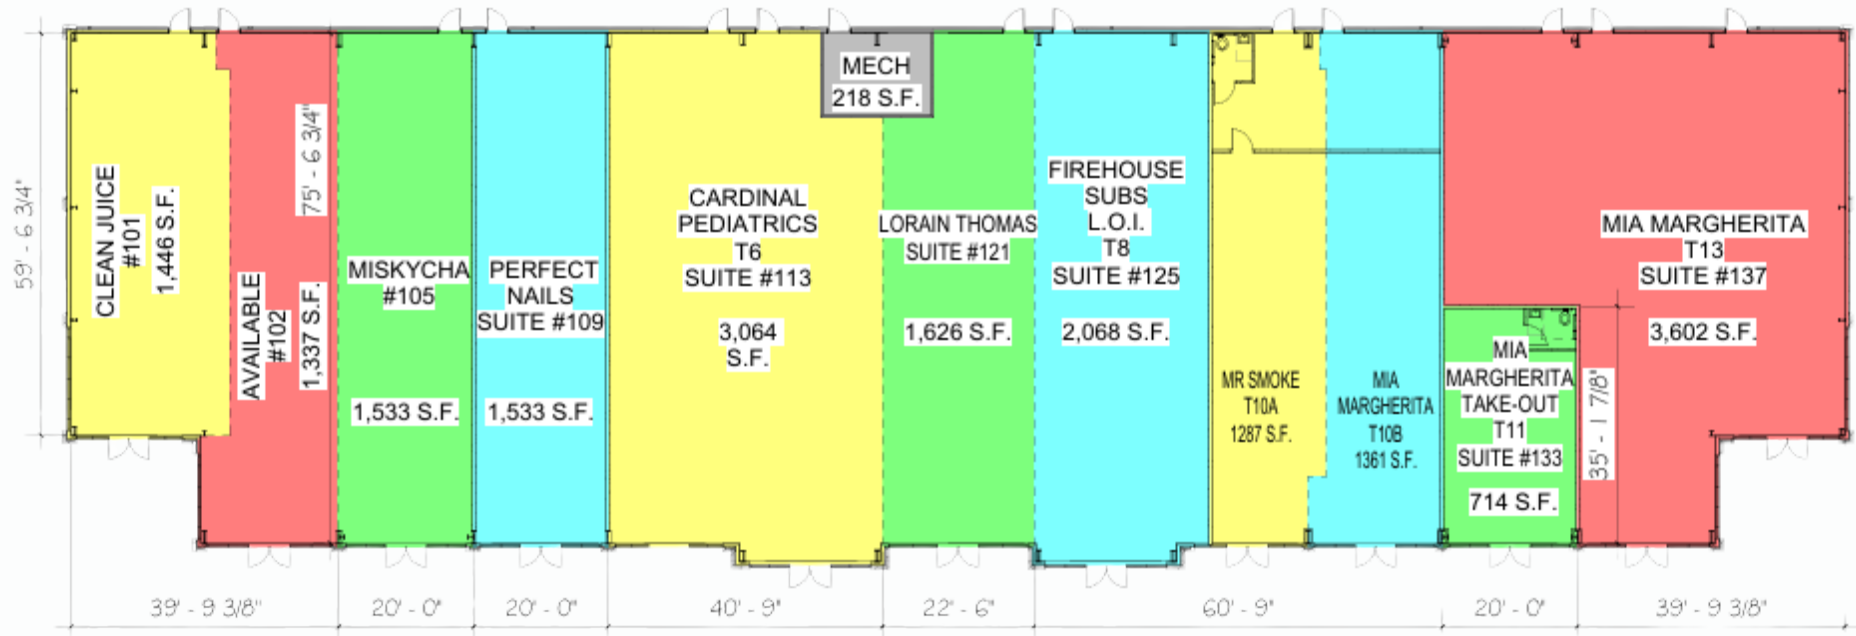 59' - 6 3/4"
CLEAN JUICE
#101
1,446 S.F.
AVAILABLE
#102
1,337 S.F.
75' - 6 3/4"
MISKYCHA
#105
1,533 S.F.
PERFECT
NAILS
SUITE #109
1,533 S.F.
CARDINAL
PEDIATRICS
T6
SUITE #113
3,064
S.F.
MECH
218 S.F.
LORAIN THOMAS
SUITE #121
1,626 S.F.
FIREHOUSE
SUBS
L.O.I.
T8
SUITE #125
2,068 S.F.
MR SMOKE
T10A
1287 S.F.
MIA
MARGHERITA
T10B
1361 S.F.
MIA
MARGHERITA
TAKE-OUT
T11
SUITE #133
714 S.F.
35' - 1 7/8"
MIA MARGHERITA
T13
SUITE #137
3,602 S.F.
39' - 9 3/8"
20' - 0"
20' - 0"
40' - 9"
22' - 6"
60' - 9"
20' - 0"
39' - 9 3/8"